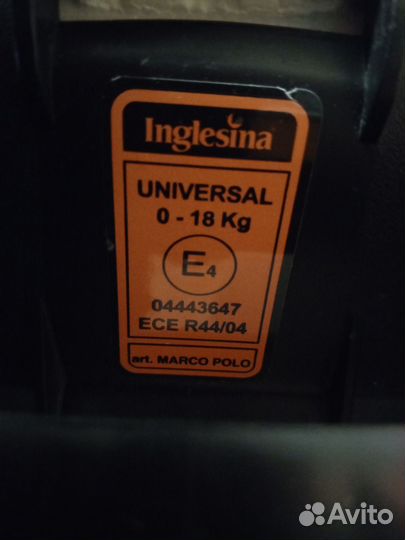 Inglesina
UNIVERSAL
0 - 18 Kg
E4
04443647
ECE R44/04
art. MARCO POLO
Avito